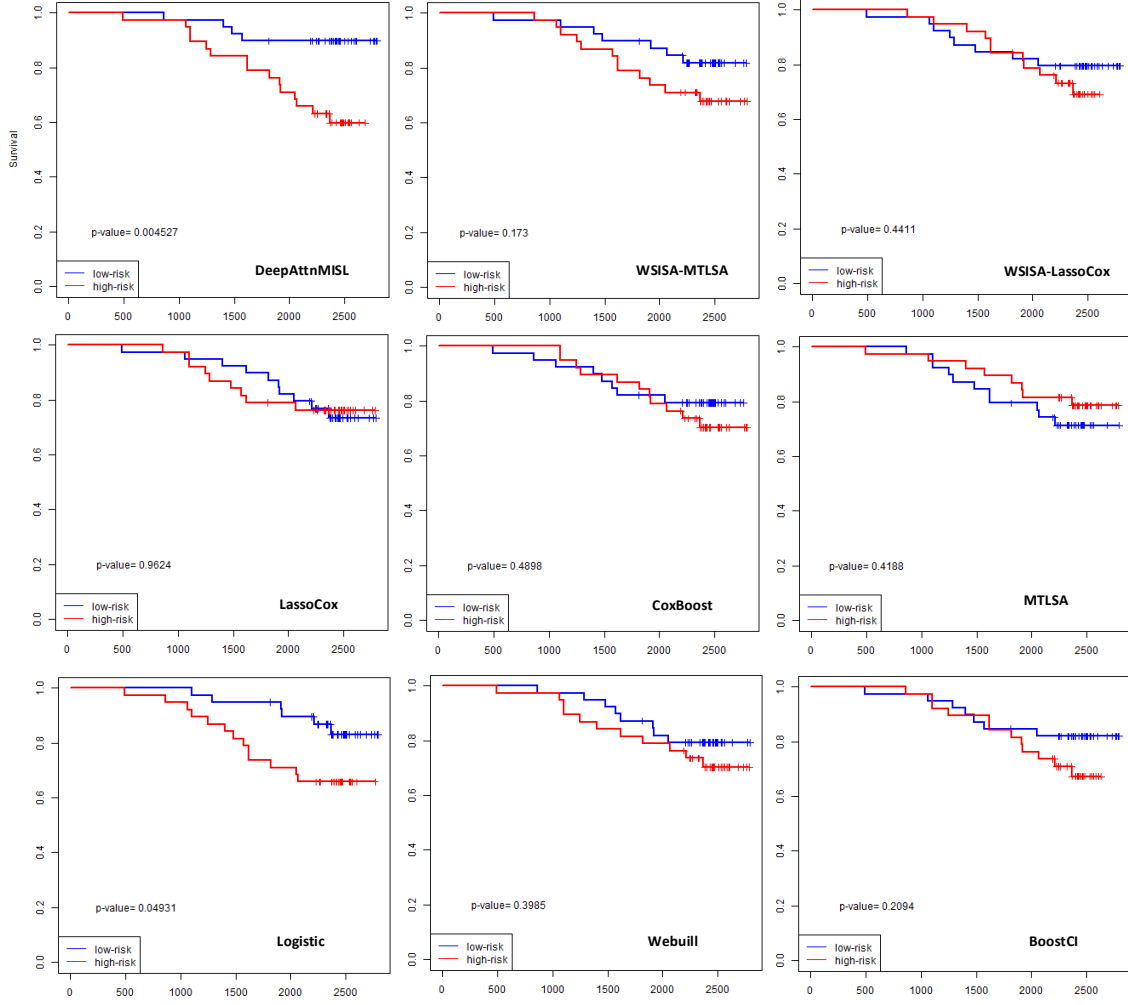 1.0
0.8
0.6
0.4
0.2
0.0
Survival
p-value= 0.004527
low-risk
high-risk
DeepAttnMISL
0 500 1000 1500 2000 2500
1.0
0.8
0.6
0.4
0.2
0.0
p-value= 0.173
low-risk
high-risk
WSISA-MTLSA
0 500 1000 1500 2000 2500
1.0
0.8
0.6
0.4
0.2
0.0
p-value= 0.4411
low-risk
high-risk
WSISA-LassoCox
0 500 1000 1500 2000 2500
1.0
0.8
0.6
0.4
0.2
0.0
p-value= 0.9624
low-risk
high-risk
LassoCox
0 500 1000 1500 2000 2500
1.0
0.8
0.6
0.4
0.2
0.0
p-value= 0.4898
low-risk
high-risk
CoxBoost
0 500 1000 1500 2000 2500
1.0
0.8
0.6
0.4
0.2
0.0
p-value= 0.4188
low-risk
high-risk
MTLSA
0 500 1000 1500 2000 2500
1.0
0.8
0.6
0.4
0.2
0.0
p-value= 0.04931
low-risk
high-risk
Logistic
0 500 1000 1500 2000 2500
1.0
0.8
0.6
0.4
0.2
0.0
p-value= 0.3985
low-risk
high-risk
Webuill
0 500 1000 1500 2000 2500
1.0
0.8
0.6
0.4
0.2
0.0
p-value= 0.2094
low-risk
high-risk
BoostCI
0 500 1000 1500 2000 2500